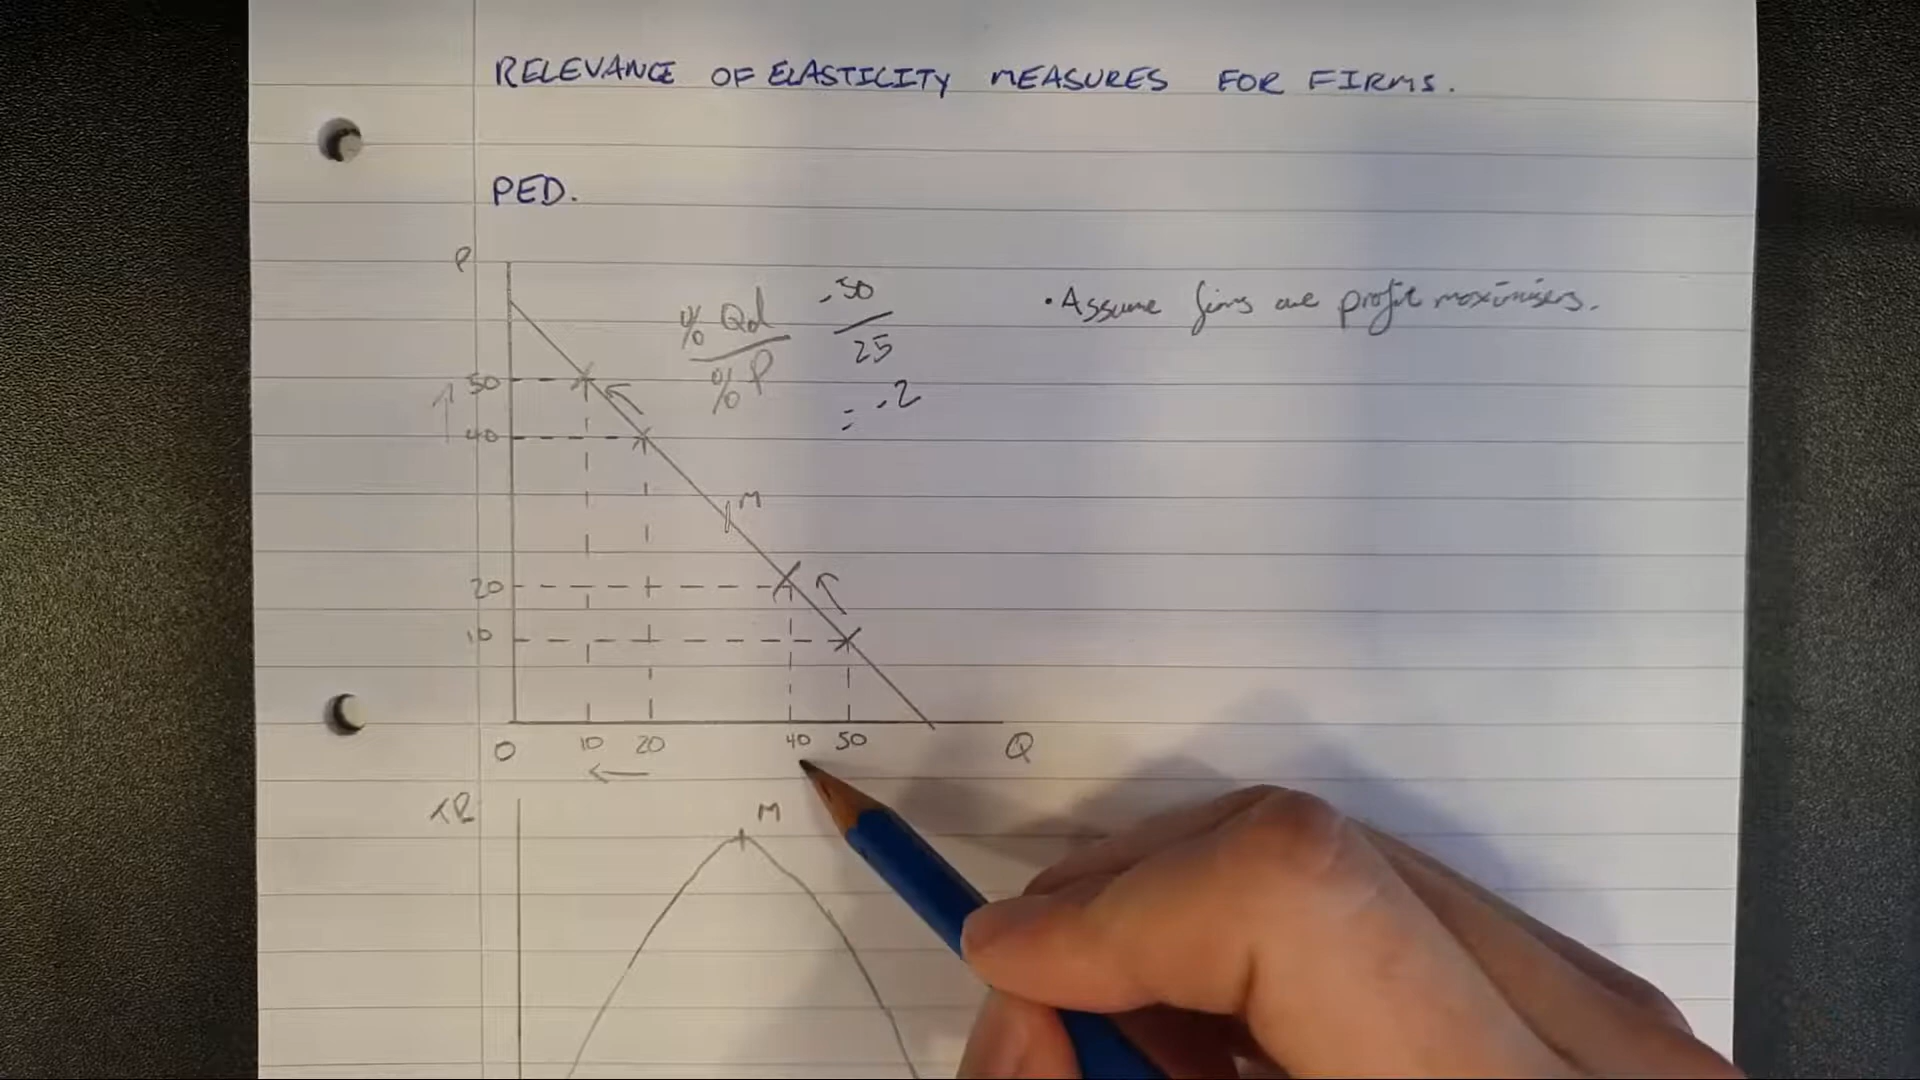 RELEVANCE OF ELASTICITY MEASURES FOR FIRMS.
PED.
P
% Qd
% P
-50
25
= -2
• Assume firms are profit maximisers.
50
40
M
20
10
0 10 20 40 50 Q
TR
M